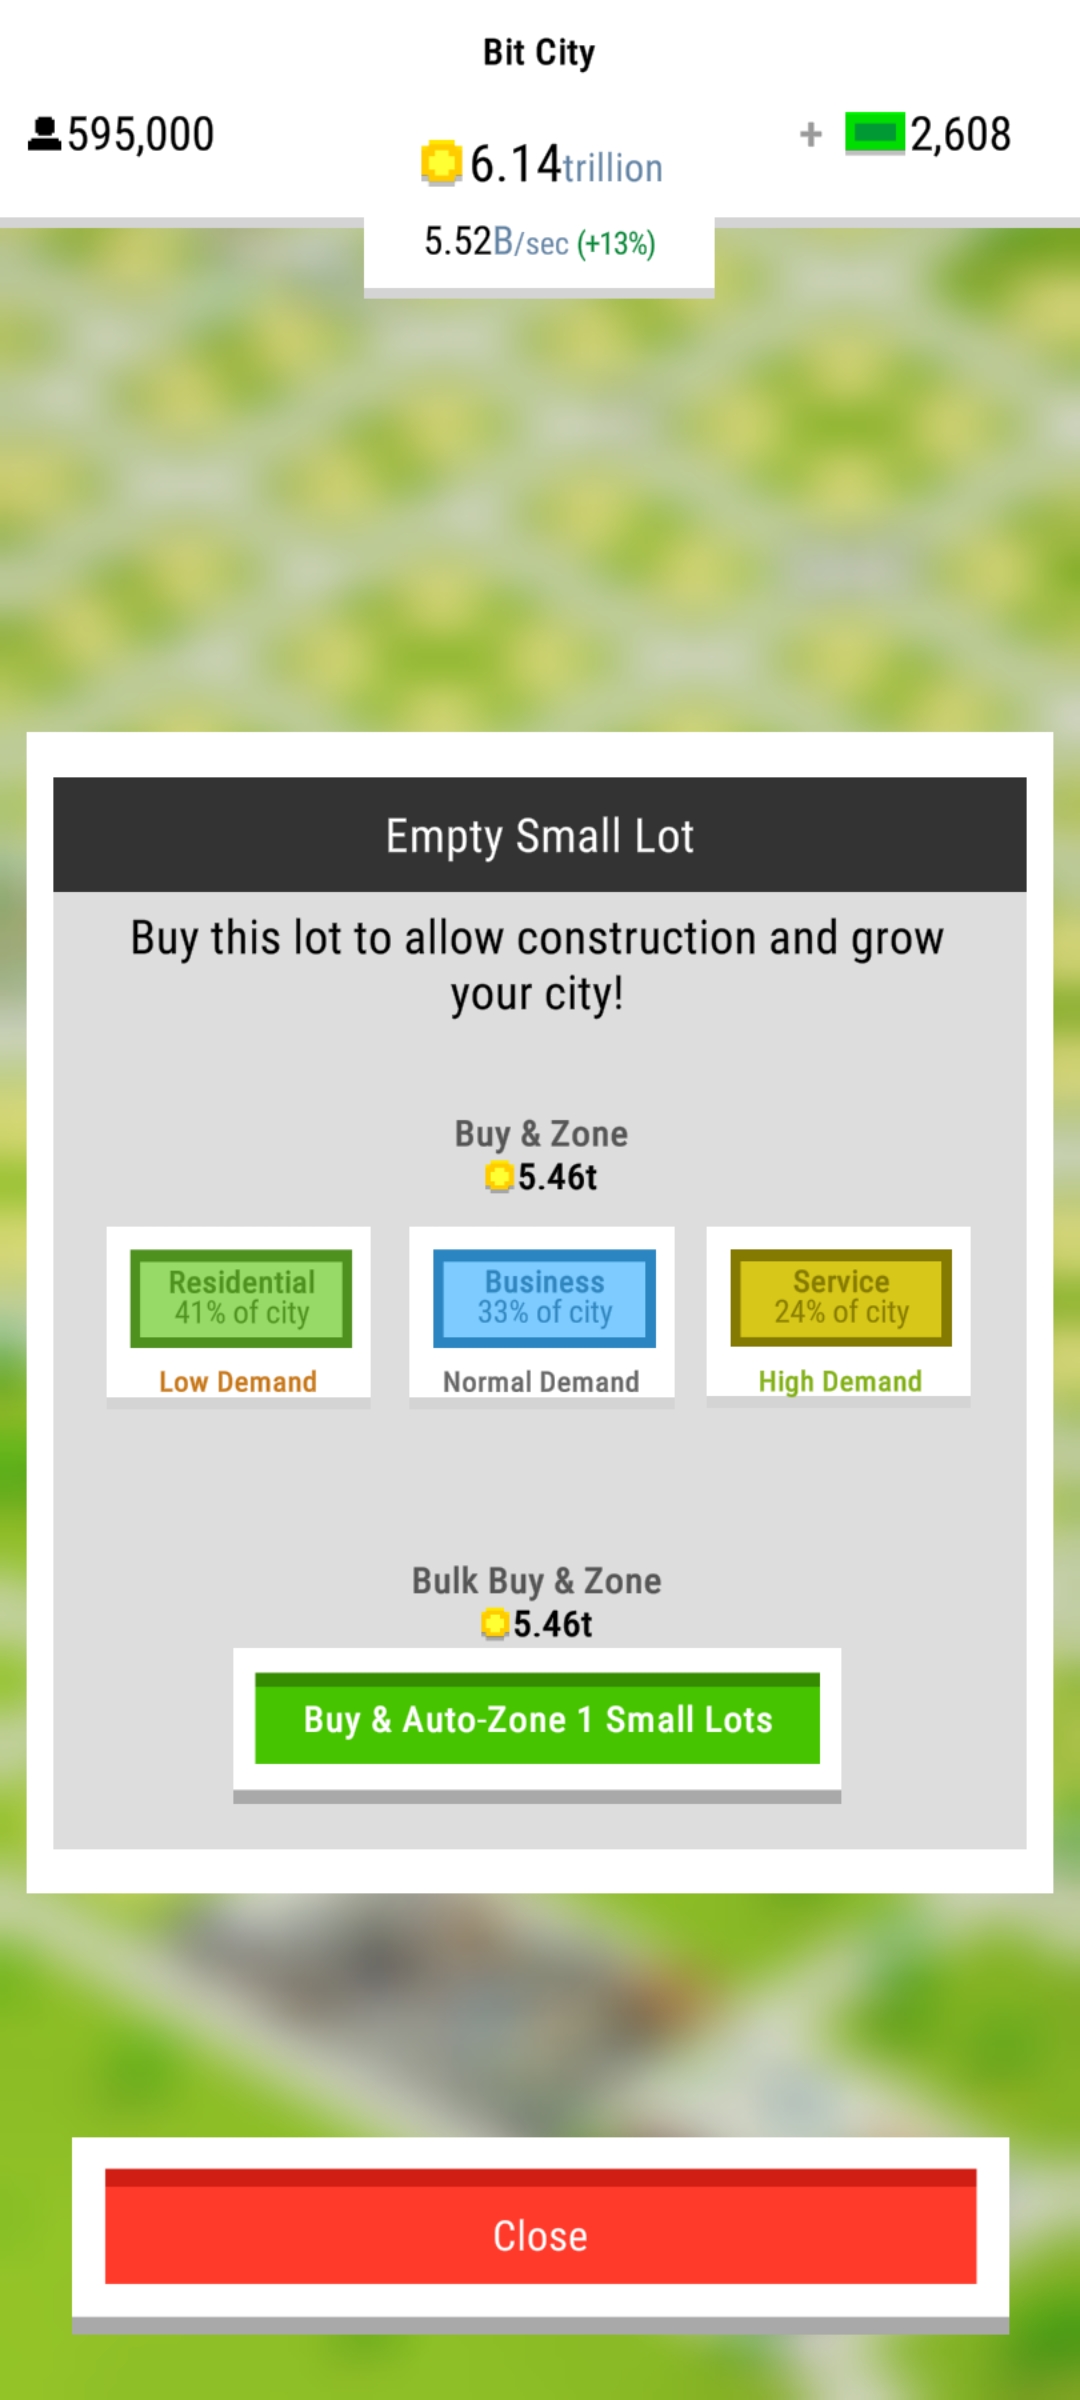 Bit City
595,000
6.14trillion
+ 2,608
5.52B/sec (+13%)
Empty Small Lot
Buy this lot to allow construction and grow
your city!
Buy & Zone
5.46t
Residential
41% of city
Low Demand
Business
33% of city
Normal Demand
Service
24% of city
High Demand
Bulk Buy & Zone
5.46t
Buy & Auto-Zone 1 Small Lots
Close